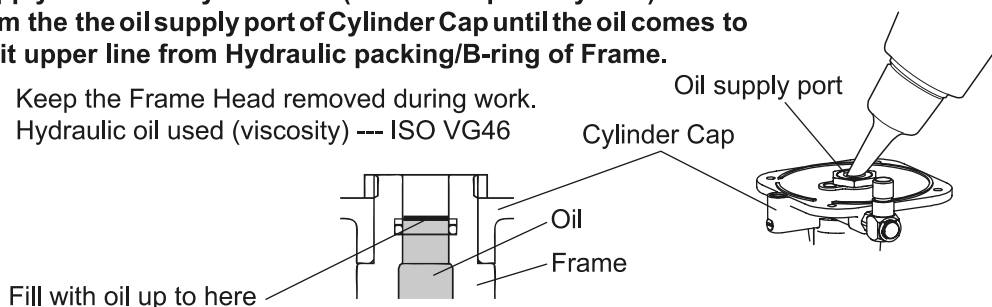 m the the oil supply port of Cylinder Cap until the oil comes to
it upper line from Hydraulic packing/B-ring of Frame.
Keep the Frame Head removed during work.
Hydraulic oil used (viscosity) --- ISO VG46
Oil supply port
Cylinder Cap
Oil
Frame
Fill with oil up to here